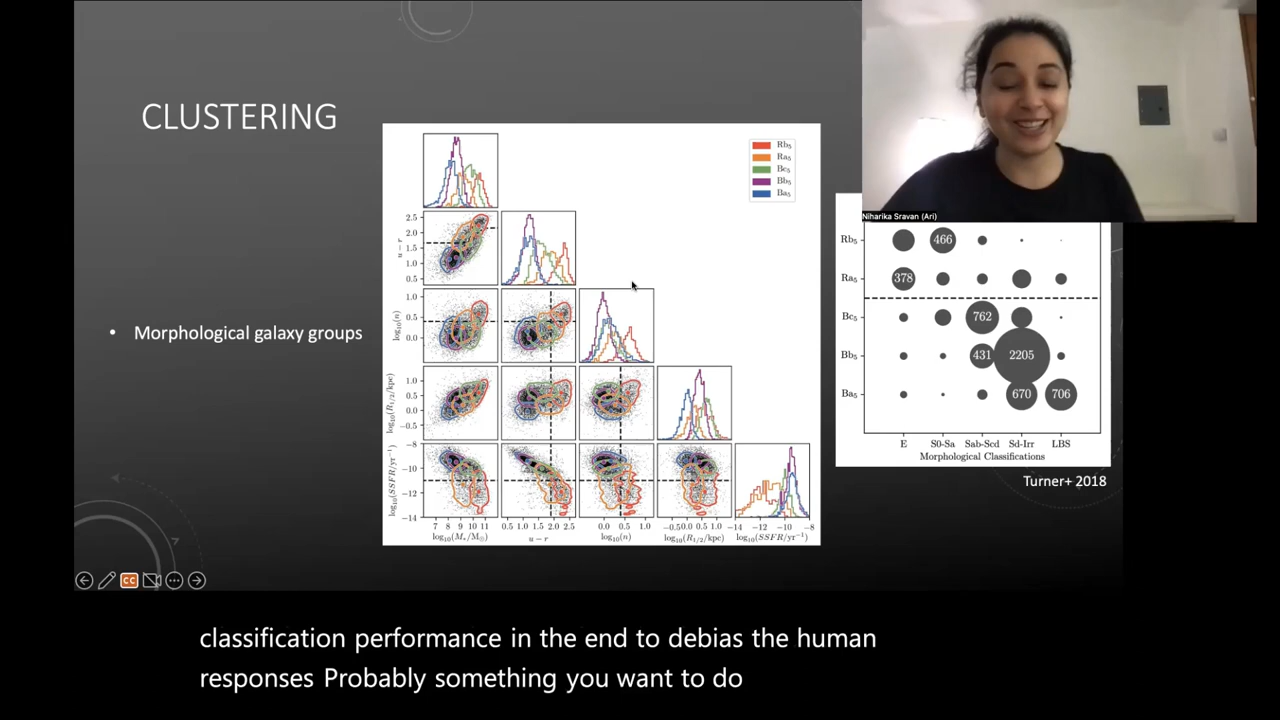 CLUSTERING
• Morphological galaxy groups
Rb₅
Ra₅
Bc₅
Bb₅
Ba₅
2.5
2.0
1.5
1.0
0.5
u − r
1.0
0.5
0.0
log₁₀(n)
1.0
0.5
0.0
−0.5
log₁₀(R₁/₂/kpc)
−8
−10
−12
−14
log₁₀(SSFR/yr⁻¹)
7 8 9 10 11
0.5 1.0 1.5 2.0 2.5
0.0 0.5 1.0
−0.5 0.0 0.5 1.0
−14 −12 −10 −8
log₁₀(M*/M⊙)
u − r
log₁₀(n)
log₁₀(R₁/₂/kpc)
log₁₀(SSFR/yr⁻¹)
Niharika Sravan (Ari)
Rb₅ 466
Ra₅ 378
Bc₅ 762
Bb₅ 431 2205
Ba₅ 670 706
E S0-Sa Sab-Scd Sd-Irr LBS
Morphological Classifications
Turner+ 2018
CC
classification performance in the end to debias the human
responses Probably something you want to do